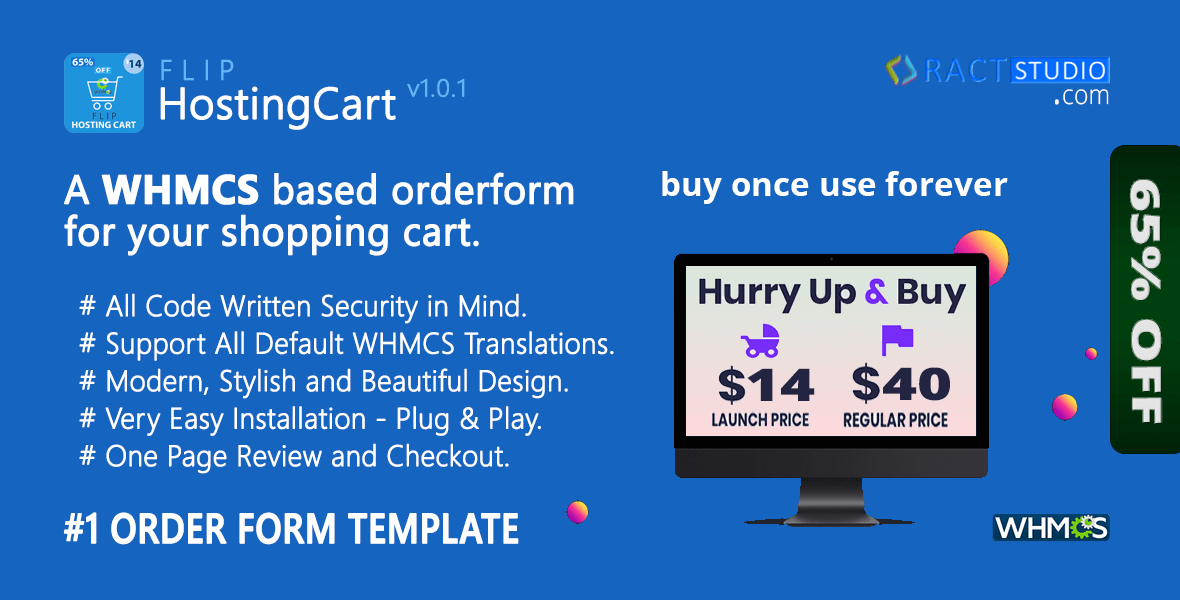 65%
OFF
14
FLIP
HOSTING CART
FLIP
HostingCart v1.0.1
RACT STUDIO
.com
A WHMCS based orderform
for your shopping cart.
# All Code Written Security in Mind.
# Support All Default WHMCS Translations.
# Modern, Stylish and Beautiful Design.
# Very Easy Installation - Plug & Play.
# One Page Review and Checkout.
#1 ORDER FORM TEMPLATE
buy once use forever
Hurry Up & Buy
$14
LAUNCH PRICE
$40
REGULAR PRICE
65% OFF
WHMCS